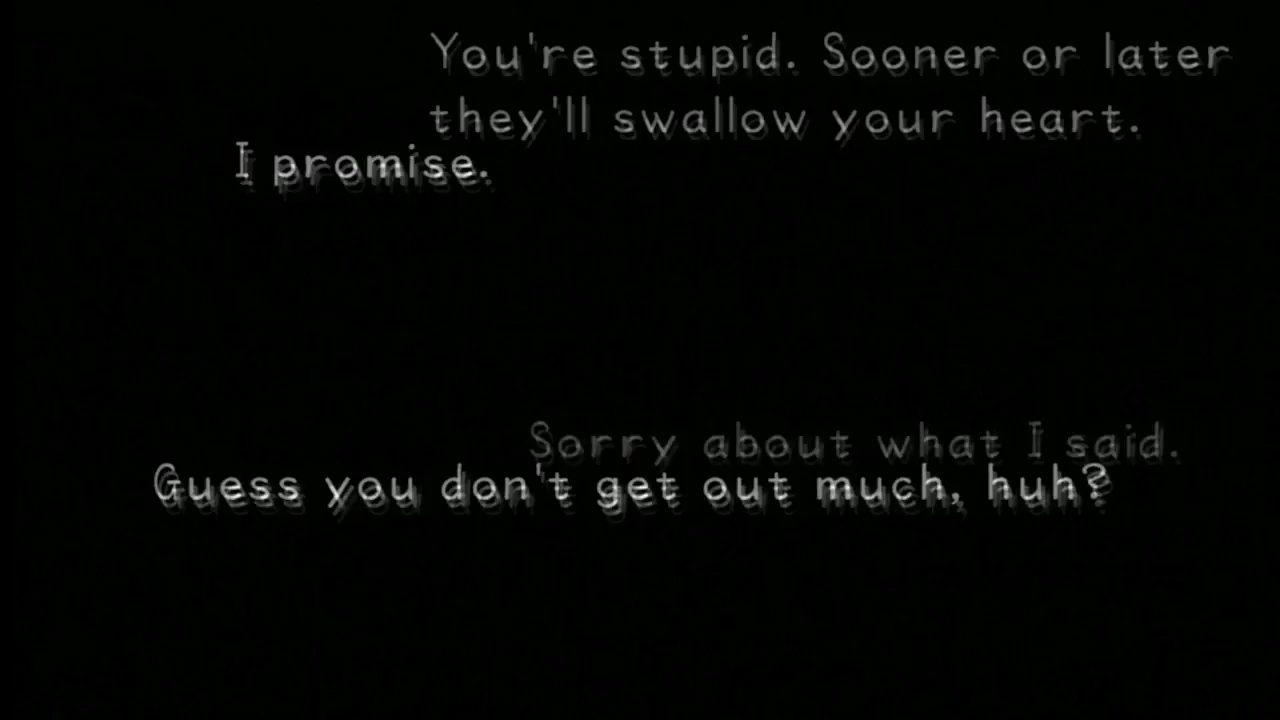 You're stupid. Sooner or later
they'll swallow your heart.
I promise.
Sorry about what I said.
Guess you don't get out much, huh?